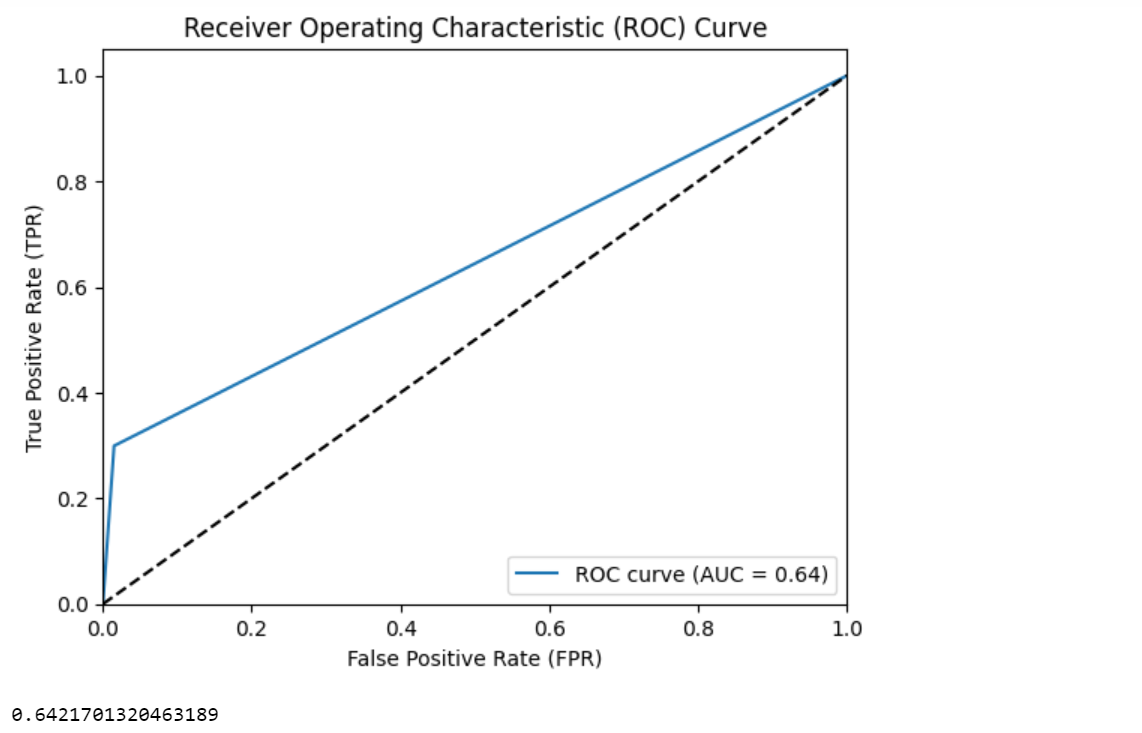 Receiver Operating Characteristic (ROC) Curve
True Positive Rate (TPR)
1.0
0.8
0.6
0.4
0.2
0.0
0.0 0.2 0.4 0.6 0.8 1.0
False Positive Rate (FPR)
ROC curve (AUC = 0.64)
0.6421701320463189